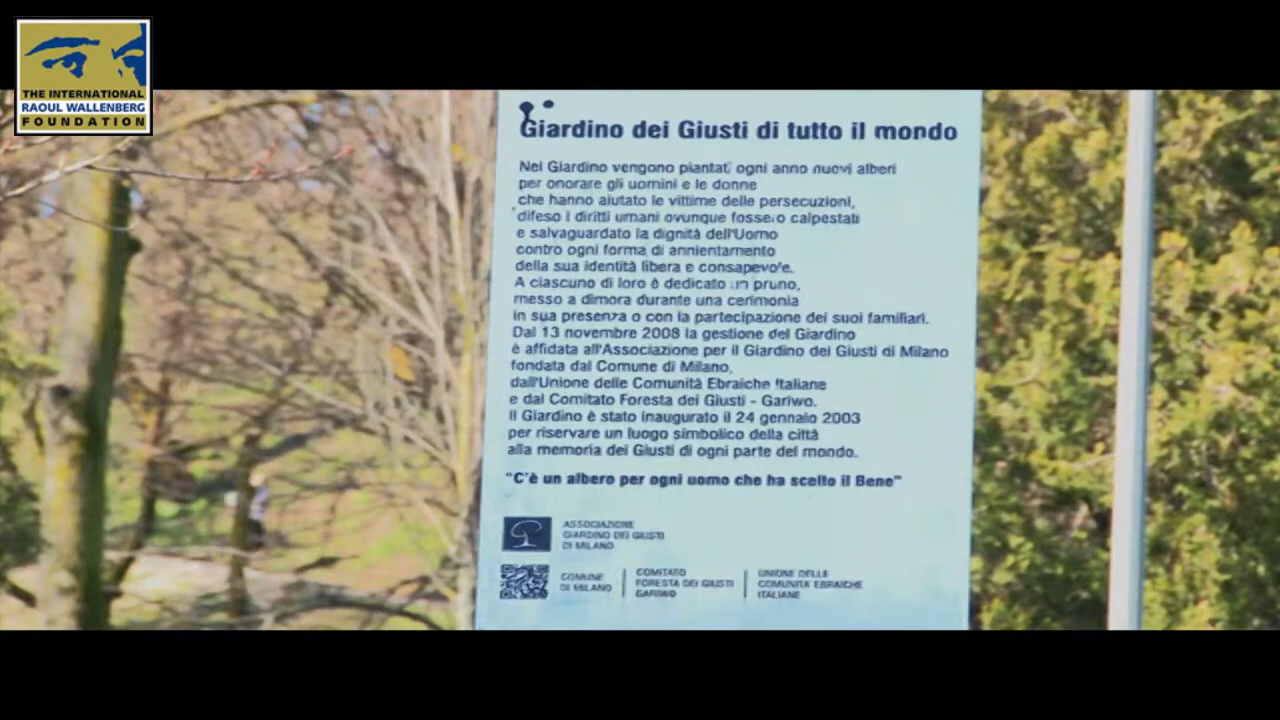 THE INTERNATIONAL
RAOUL WALLENBERG
FOUNDATION
Giardino dei Giusti di tutto il mondo
Nel Giardino vengono piantati ogni anno nuovi alberi
per onorare gli uomini e le donne
che hanno aiutato le vittime delle persecuzioni,
difeso i diritti umani ovunque fossero calpestati
e salvaguardato la dignità dell'Uomo
contro ogni forma di annientamento
della sua identità libera e consapevole.
A ciascuno di loro è dedicato un pruno,
messo a dimora durante una cerimonia
in sua presenza o con la partecipazione dei suoi familiari.
Dal 13 novembre 2008 la gestione del Giardino
è affidata all'Associazione per il Giardino dei Giusti di Milano
fondata dal Comune di Milano,
dall'Unione delle Comunità Ebraiche Italiane
e dal Comitato Foresta dei Giusti - Gariwo.
Il Giardino è stato inaugurato il 24 gennaio 2003
per riservare un luogo simbolico della città
alla memoria dei Giusti di ogni parte del mondo.
"C'è un albero per ogni uomo che ha scelto il Bene"
ASSOCIAZIONE
GIARDINO DEI GIUSTI
DI MILANO
COMUNE
DI MILANO
COMITATO
FORESTA DEI GIUSTI
GARIWO
UNIONE DELLE
COMUNITÀ EBRAICHE
ITALIANE